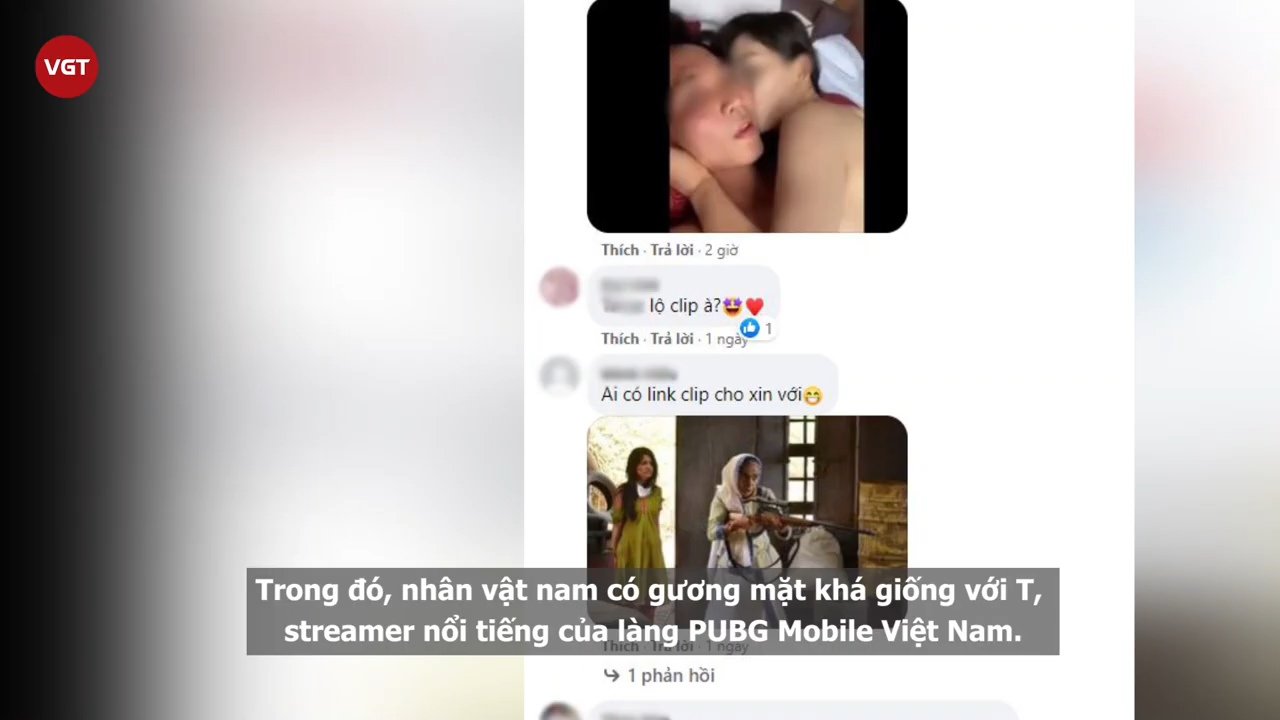 VGT
Thích · Trả lời · 2 giờ
lộ clip à?🤩❤️
1
Thích · Trả lời · 1 ngày
Ai có link clip cho xin với😁
Trong đó, nhân vật nam có gương mặt khá giống với T,
streamer nổi tiếng của làng PUBG Mobile Việt Nam.
Thích · Trả lời · 1 ngày
1 phản hồi